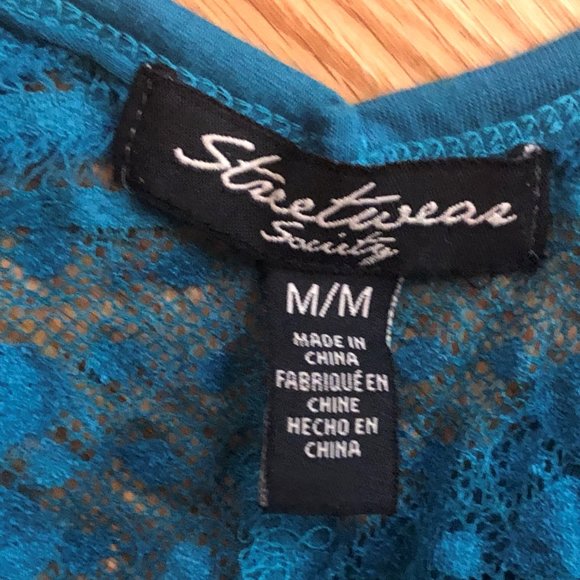 Streetwear
Society
M/M
MADE IN
CHINA
FABRIQUÉ EN
CHINE
HECHO EN
CHINA